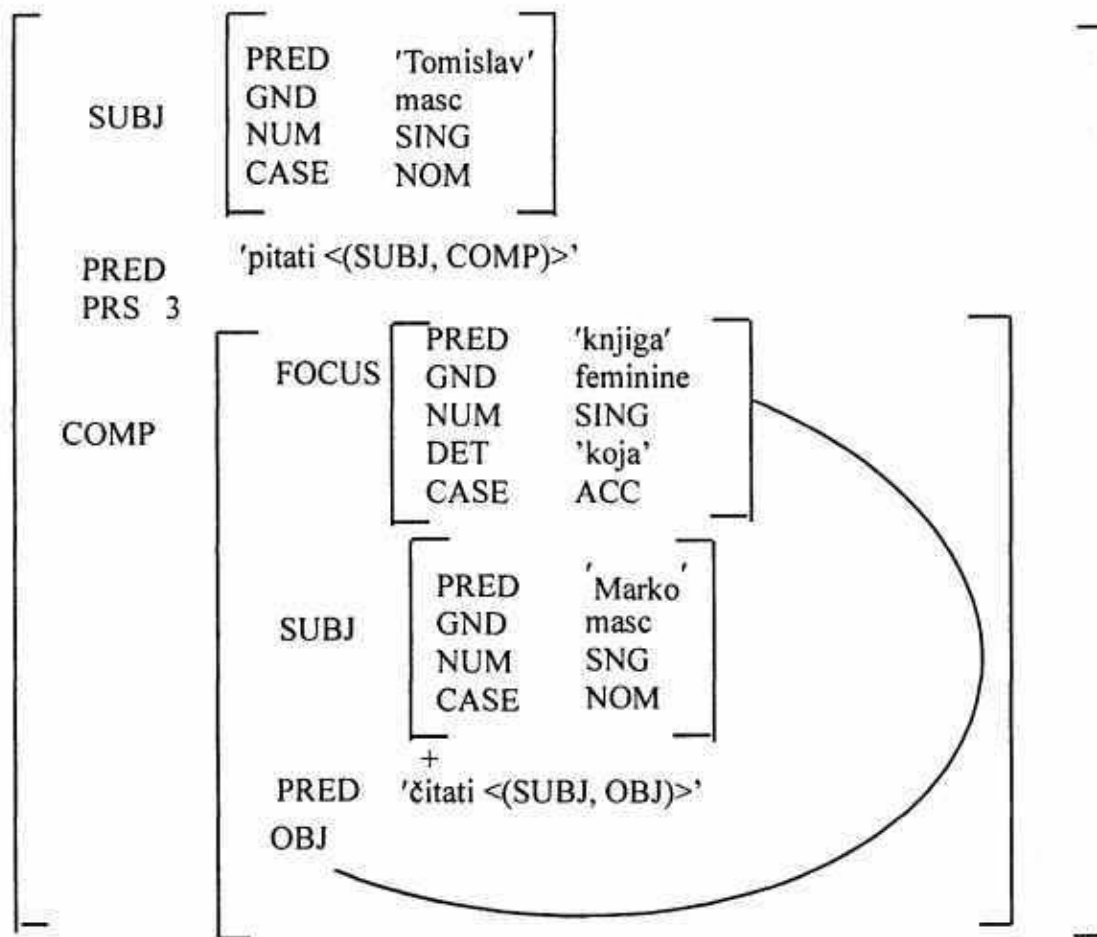 PRED 'Tomislav'
GND masc
SUBJ
NUM SING
CASE NOM
'pitati <(SUBJ, COMP)>'
PRED
PRS 3
PRED 'knjiga'
FOCUS
GND feminine
NUM SING
COMP
DET 'koja'
CASE ACC
PRED 'Marko'
SUBJ
GND masc
NUM SNG
CASE NOM
+
PRED 'čitati <(SUBJ, OBJ)>'
OBJ